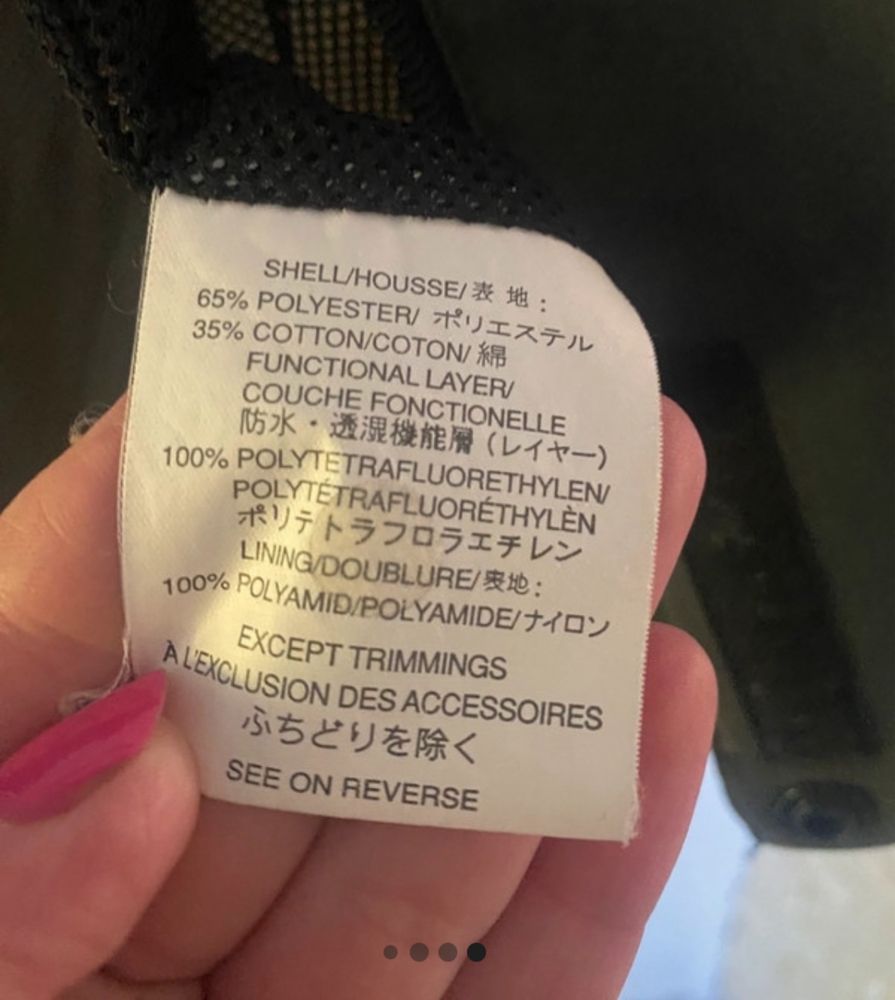 SHELL/HOUSSE/表 地 :
65% POLYESTER/ ポリエステル
35% COTTON/COTON/ 綿
FUNCTIONAL LAYER/
COUCHE FONCTIONELLE
防水・透湿機能層（レイヤー）
100% POLYTETRAFLUORETHYLEN/
POLYTÉTRAFLUORÉTHYLÈN
ポリテトラフロラエチレン
LINING/DOUBLURE/表地 :
100% POLYAMID/POLYAMIDE/ナイロン
EXCEPT TRIMMINGS
À L'EXCLUSION DES ACCESSOIRES
ふちどりを除く
SEE ON REVERSE